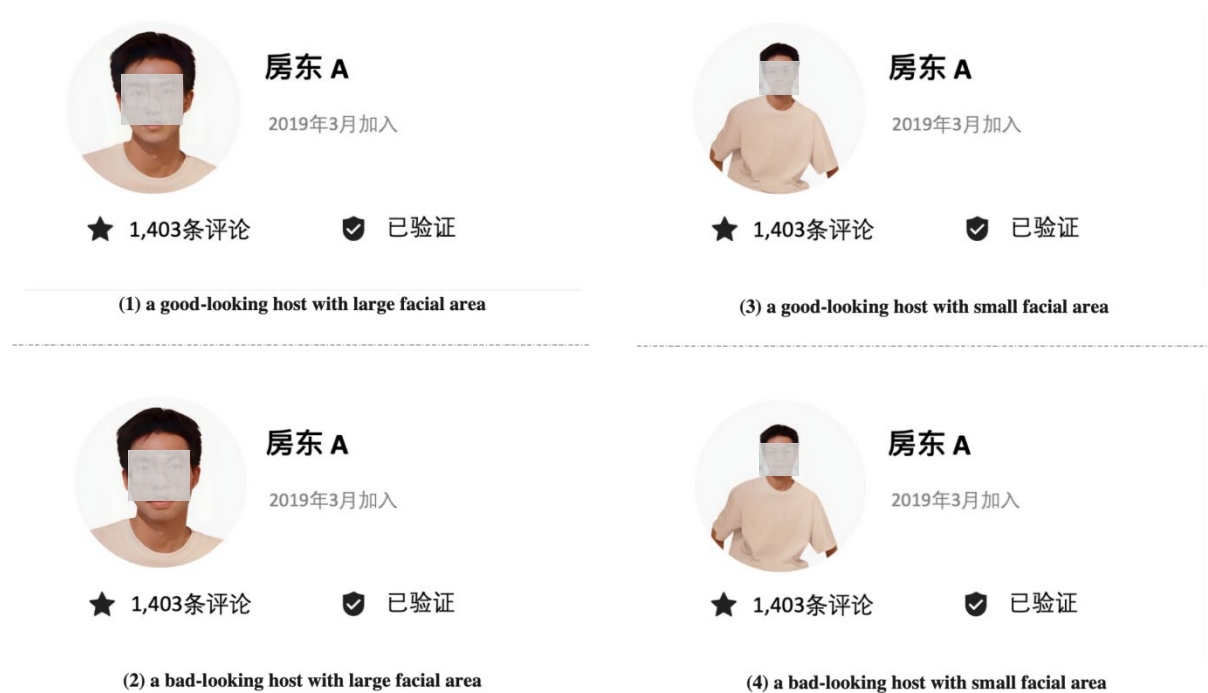 房东 A
2019年3月加入
1,403条评论
已验证
(1) a good-looking host with large facial area
房东 A
2019年3月加入
1,403条评论
已验证
(3) a good-looking host with small facial area
房东 A
2019年3月加入
1,403条评论
已验证
(2) a bad-looking host with large facial area
房东 A
2019年3月加入
1,403条评论
已验证
(4) a bad-looking host with small facial area